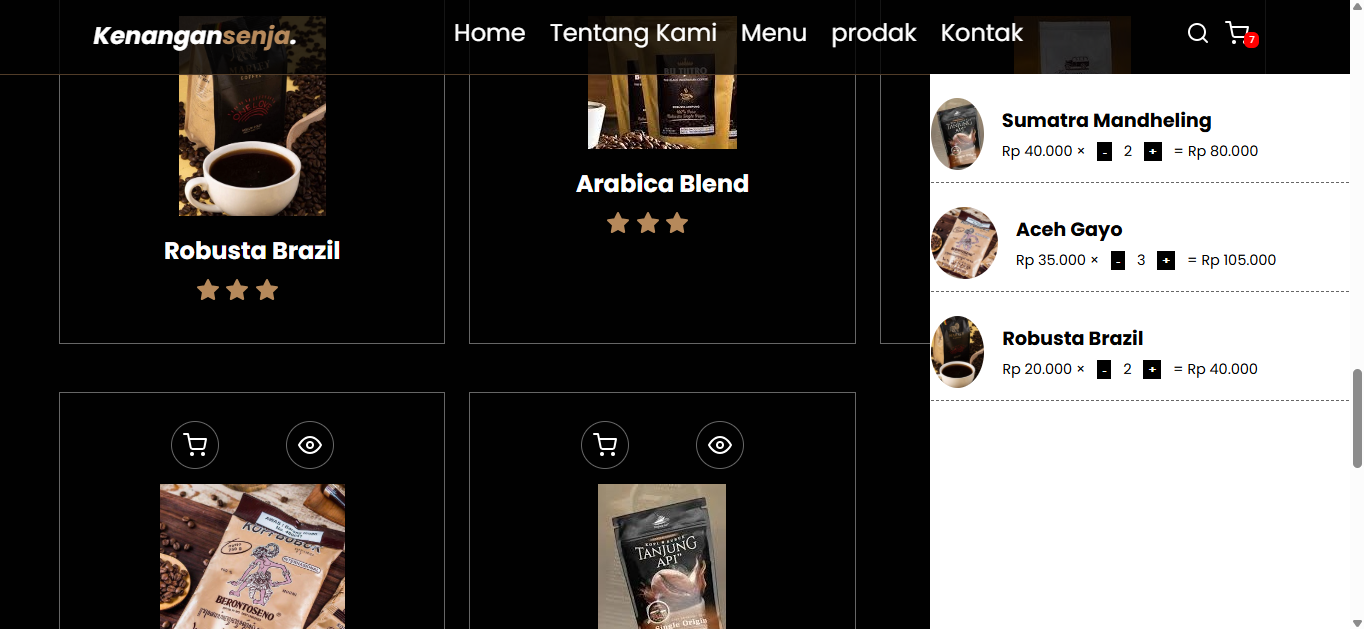 Kenangansenja.
Home Tentang Kami Menu prodak Kontak
7
Sumatra Mandheling
Rp 40.000 × - 2 + = Rp 80.000
Aceh Gayo
Rp 35.000 × - 3 + = Rp 105.000
Robusta Brazil
Rp 20.000 × - 2 + = Rp 40.000
Arabica Blend
Robusta Brazil
KOPI BUBUK
BERONTOSENO
TANJUNG
API"
Single Origin